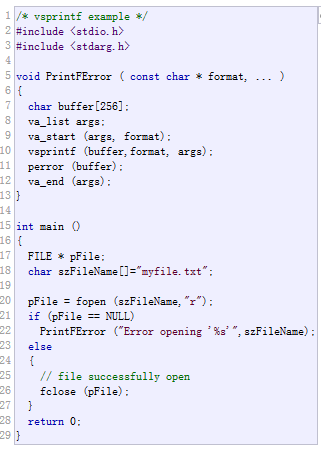 1 /* vsprintf example */
2 #include <stdio.h>
3 #include <stdarg.h>
4
5 void PrintFError ( const char * format, ... )
6 {
7   char buffer[256];
8   va_list args;
9   va_start (args, format);
10   vsprintf (buffer,format, args);
11   perror (buffer);
12   va_end (args);
13 }
14
15 int main ()
16 {
17   FILE * pFile;
18   char szFileName[]="myfile.txt";
19
20   pFile = fopen (szFileName,"r");
21   if (pFile == NULL)
22     PrintFError ("Error opening '%s'",szFileName);
23   else
24   {
25     // file successfully open
26     fclose (pFile);
27   }
28   return 0;
29 }